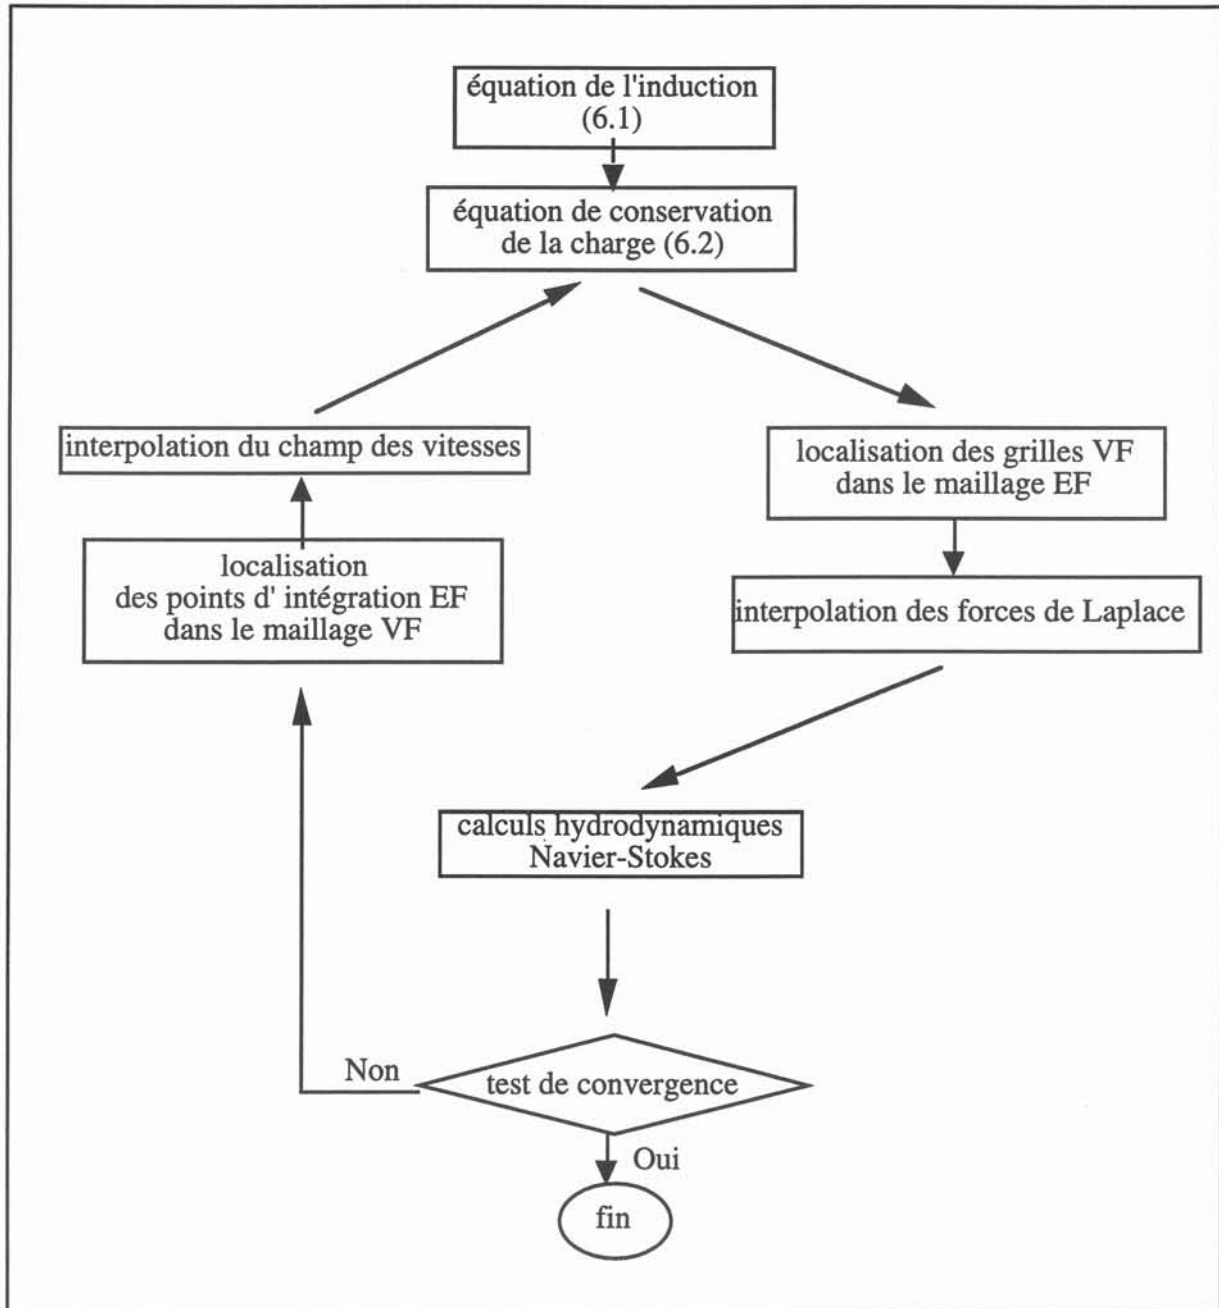 équation de l'induction
(6.1)
équation de conservation
de la charge (6.2)
interpolation du champ des vitesses
localisation des grilles VF
dans le maillage EF
localisation
des points d' intégration EF
dans le maillage VF
interpolation des forces de Laplace
calculs hydrodynamiques
Navier-Stokes
Non
test de convergence
Oui
fin